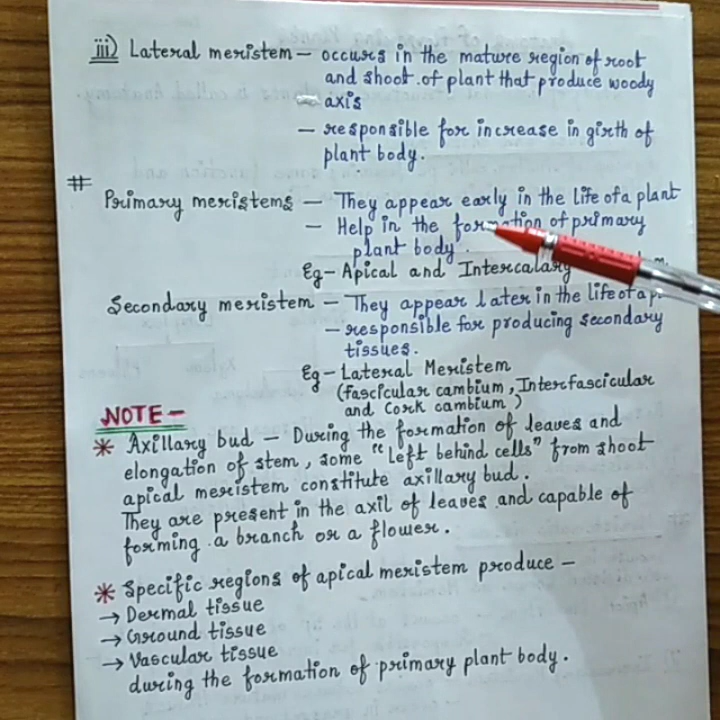 iii) Lateral meristem – occurs in the mature region of root
and shoot of plant that produce woody
axis
– responsible for increase in girth of
plant body.
#
Primary meristems – They appear early in the life of a plant
– Help in the formation of primary
plant body.
Eg – Apical and Intercalary
Secondary meristem – They appear later in the life of a
– responsible for producing secondary
tissues.
Eg – Lateral Meristem
(fascicular cambium, Interfascicular
and Cork cambium)
NOTE –
* Axillary bud – During the formation of leaves and
elongation of stem, some "left behind cells" from shoot
apical meristem constitute axillary bud.
They are present in the axil of leaves and capable of
forming a branch or a flower.
* Specific regions of apical meristem produce –
→ Dermal tissue
→ Ground tissue
→ Vascular tissue
during the formation of primary plant body.